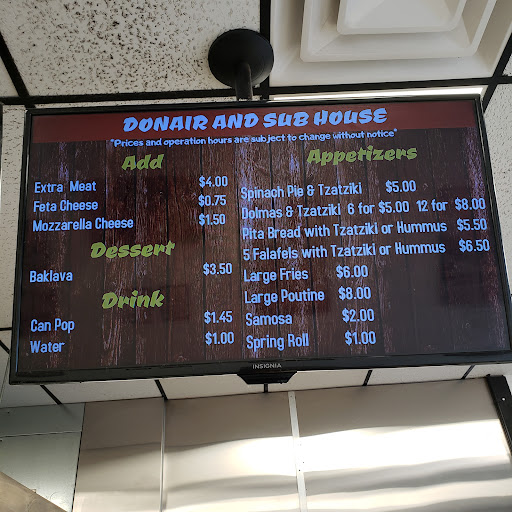 DONAIR AND SUB HOUSE
"Prices and operation hours are subject to change without notice"
Add
Extra Meat $4.00
Feta Cheese $0.75
Mozzarella Cheese $1.50
Dessert
Baklava $3.50
Drink
Can Pop $1.45
Water $1.00
Appetizers
Spinach Pie & Tzatziki $5.00
Dolmas & Tzatziki 6 for $5.00 12 for $8.00
Pita Bread with Tzatziki or Hummus $5.50
5 Falafels with Tzatziki or Hummus $6.50
Large Fries $6.00
Large Poutine $8.00
Samosa $2.00
Spring Roll $1.00
INSIGNIA